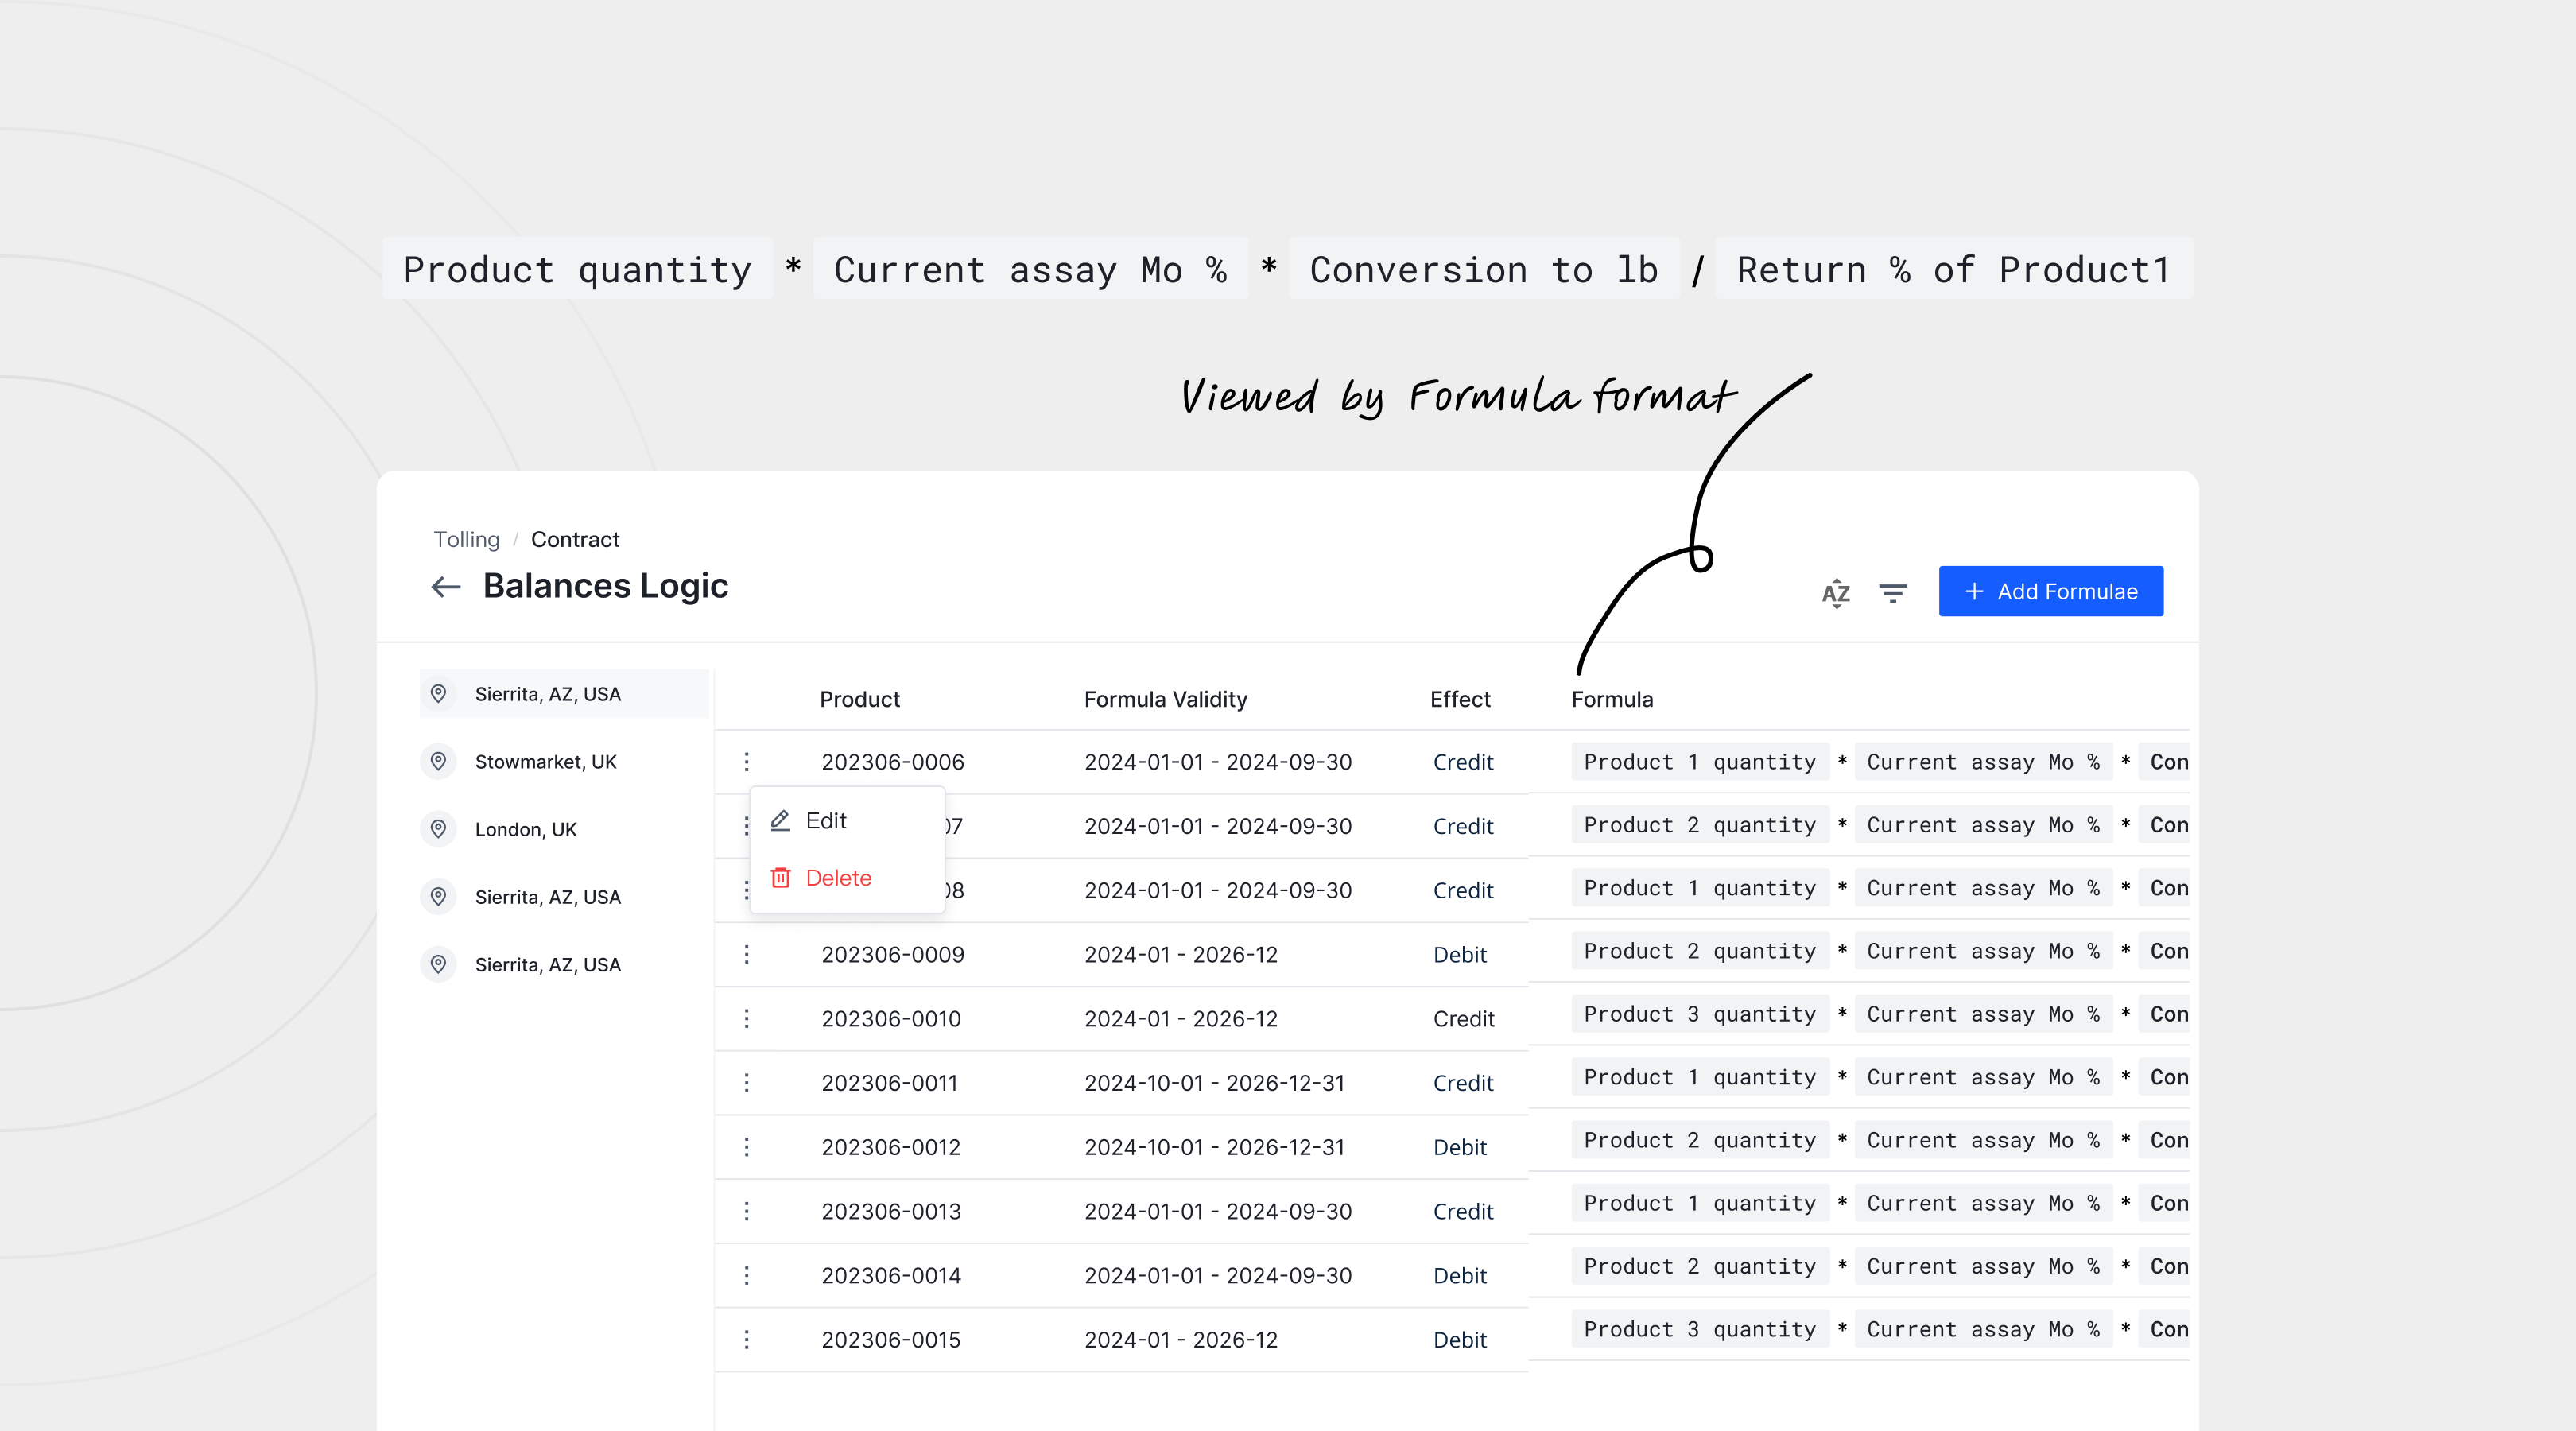 Product quantity * Current assay Mo % * Conversion to lb / Return % of Product1
Viewed by Formula format
Tolling / Contract
Balances Logic
AZ
+ Add Formulae
Sierrita, AZ, USA
Stowmarket, UK
London, UK
Sierrita, AZ, USA
Sierrita, AZ, USA
Product Formula Validity Effect Formula
202306-0006 2024-01-01 - 2024-09-30 Credit Product 1 quantity * Current assay Mo % * Con
Edit
07 2024-01-01 - 2024-09-30 Credit Product 2 quantity * Current assay Mo % * Con
Delete
08 2024-01-01 - 2024-09-30 Credit Product 1 quantity * Current assay Mo % * Con
202306-0009 2024-01 - 2026-12 Debit Product 2 quantity * Current assay Mo % * Con
202306-0010 2024-01 - 2026-12 Credit Product 3 quantity * Current assay Mo % * Con
202306-0011 2024-10-01 - 2026-12-31 Credit Product 1 quantity * Current assay Mo % * Con
202306-0012 2024-10-01 - 2026-12-31 Debit Product 2 quantity * Current assay Mo % * Con
202306-0013 2024-01-01 - 2024-09-30 Credit Product 1 quantity * Current assay Mo % * Con
202306-0014 2024-01-01 - 2024-09-30 Debit Product 2 quantity * Current assay Mo % * Con
202306-0015 2024-01 - 2026-12 Debit Product 3 quantity * Current assay Mo % * Con